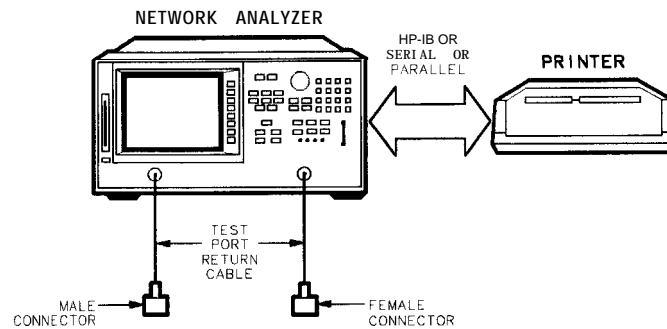 NETWORK ANALYZER
HP-IB OR
SERIAL OR
PARALLEL
PRINTER
TEST
PORT
RETURN
CABLE
MALE
CONNECTOR
FEMALE
CONNECTOR